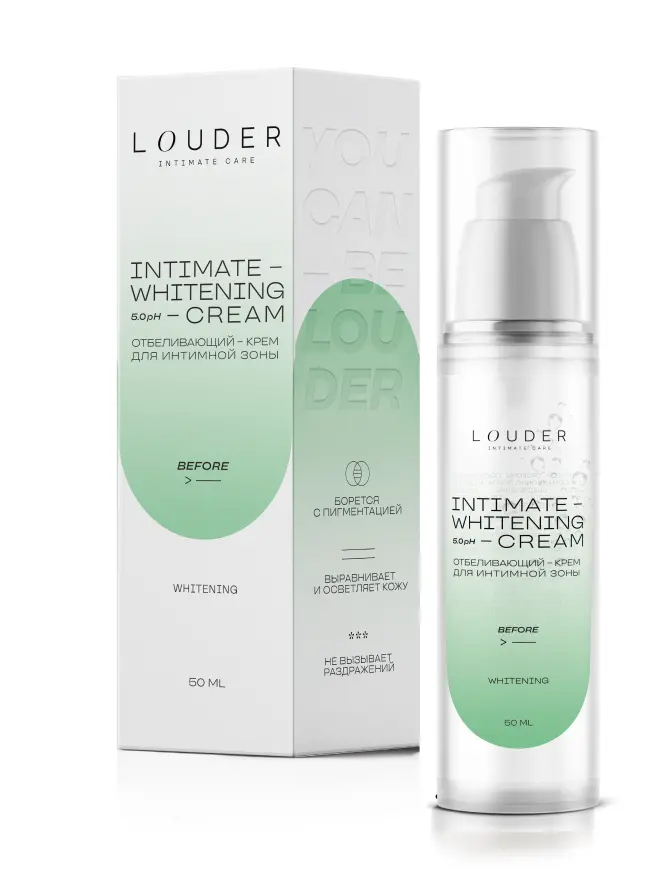 LOUDER
INTIMATE CARE
INTIMATE –
WHITENING
5.0pH – CREAM
ОТБЕЛИВАЮЩИЙ – КРЕМ
ДЛЯ ИНТИМНОЙ ЗОНЫ
BEFORE
WHITENING
50 ML
YOU
CAN
– BE
LOU
DER
БОРЕТСЯ
С ПИГМЕНТАЦИЕЙ
ВЫРАВНИВАЕТ
И ОСВЕТЛЯЕТ КОЖУ
***
НЕ ВЫЗЫВАЕТ
РАЗДРАЖЕНИЙ
LOUDER
INTIMATE CARE
INTIMATE –
WHITENING
5.0pH – CREAM
ОТБЕЛИВАЮЩИЙ – КРЕМ
ДЛЯ ИНТИМНОЙ ЗОНЫ
BEFORE
WHITENING
50 ML